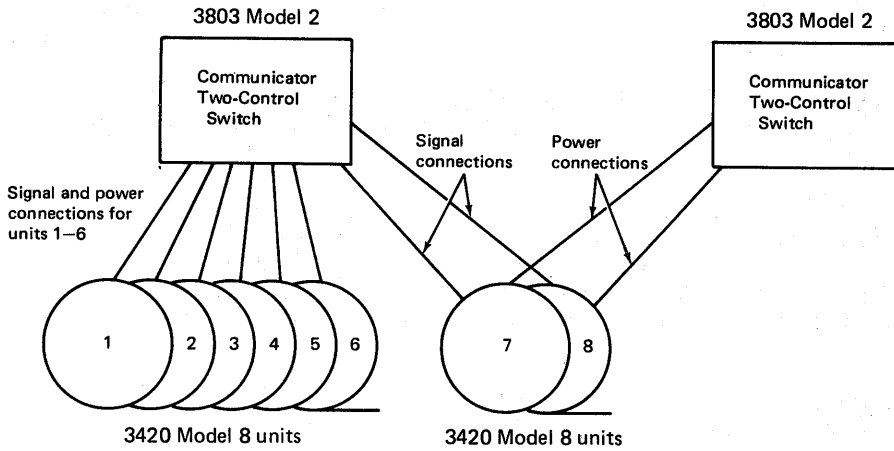 3803 Model 2
3803 Model 2
Communicator
Two-Control
Switch
Communicator
Two-Control
Switch
Signal
connections
Power
connections
Signal and power
connections for
units 1–6
1
2
3
4
5
6
7
8
3420 Model 8 units
3420 Model 8 units